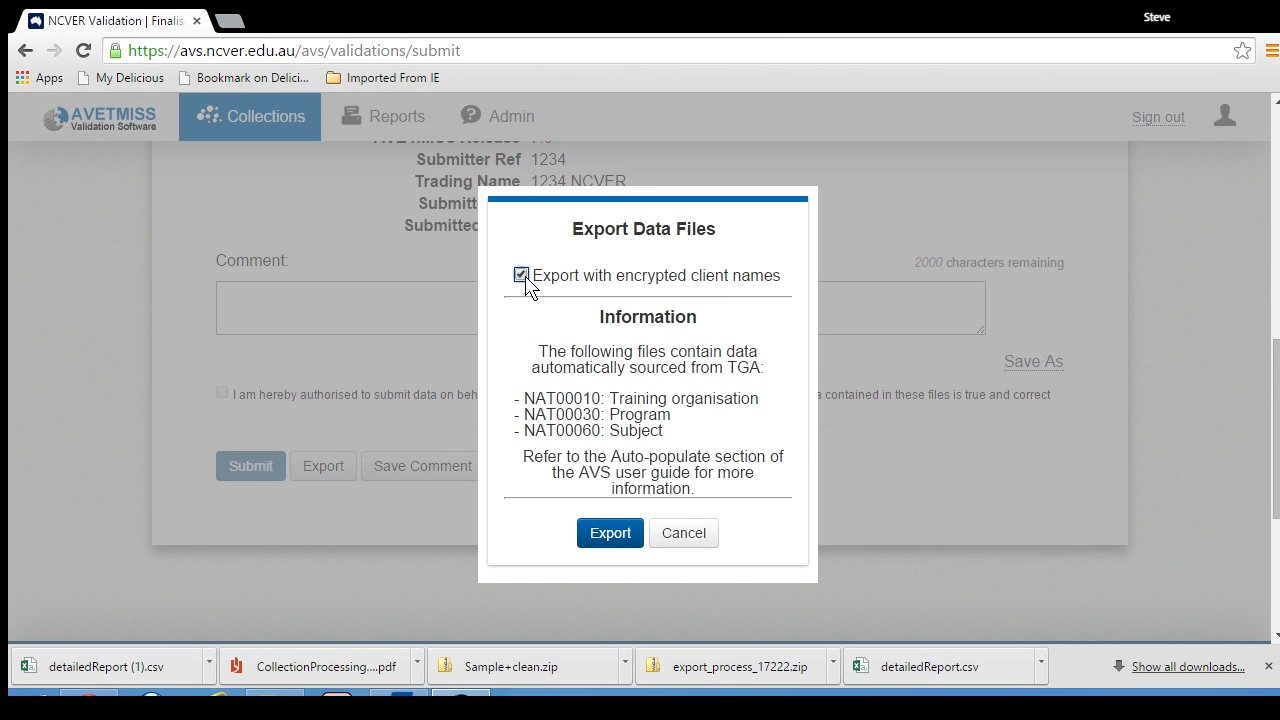 NCVER Validation | Finalis
Steve
https://avs.ncver.edu.au/avs/validations/submit
Apps My Delicious Bookmark on Delici... Imported From IE
AVETMISS
Validation Software
Collections Reports Admin Sign out
Submitter Ref 1234
Trading Name 1234 NCVER
Submitt
Submitted
Export Data Files
Comment:
2000 characters remaining
Export with encrypted client names
Information
The following files contain data
automatically sourced from TGA:
Save As
I am hereby authorised to submit data on beh
a contained in these files is true and correct
- NAT00010: Training organisation
- NAT00030: Program
- NAT00060: Subject
Refer to the Auto-populate section of
the AVS user guide for more
information.
Submit Export Save Comment
Export Cancel
detailedReport (1).csv CollectionProcessing....pdf Sample+clean.zip export_process_17222.zip detailedReport.csv Show all downloads...